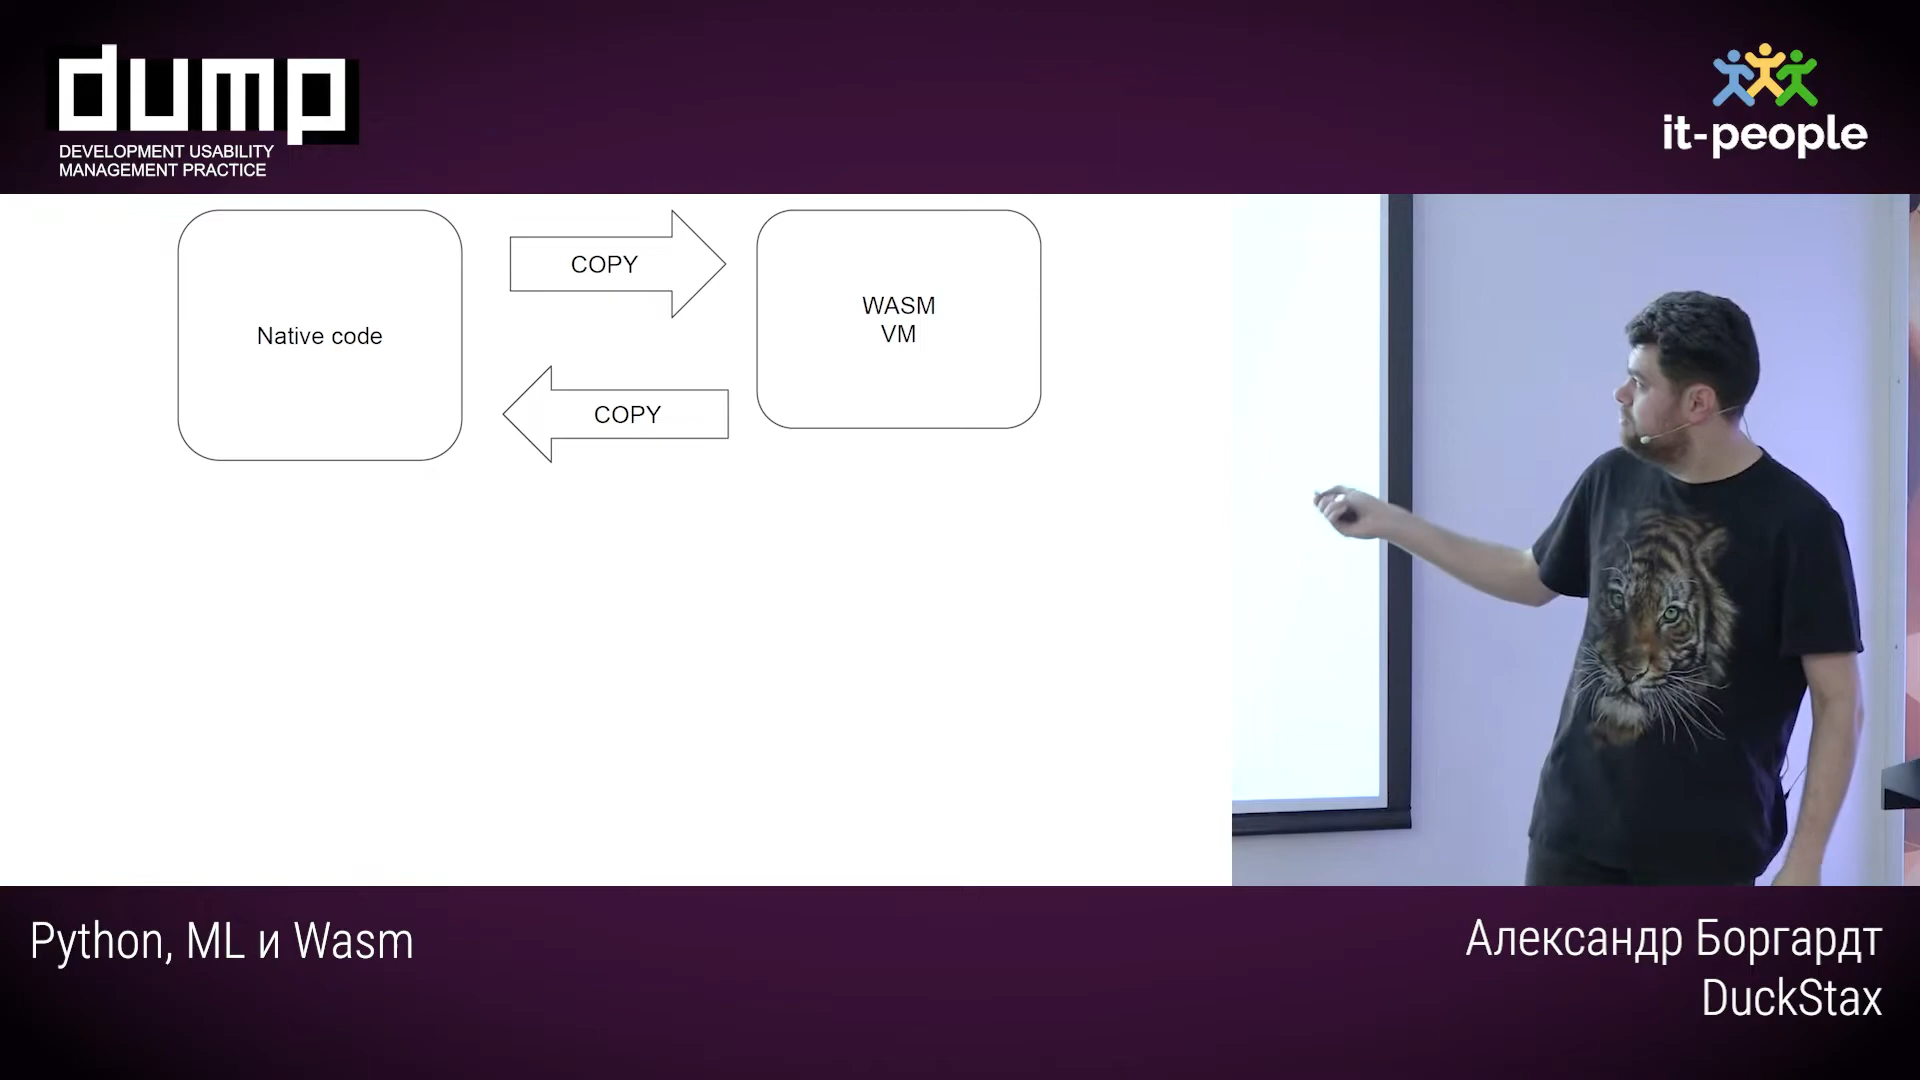 dump
DEVELOPMENT USABILITY
MANAGEMENT PRACTICE
it-people
Native code
COPY
COPY
WASM
VM
Python, ML и Wasm
Александр Боргардт
DuckStax